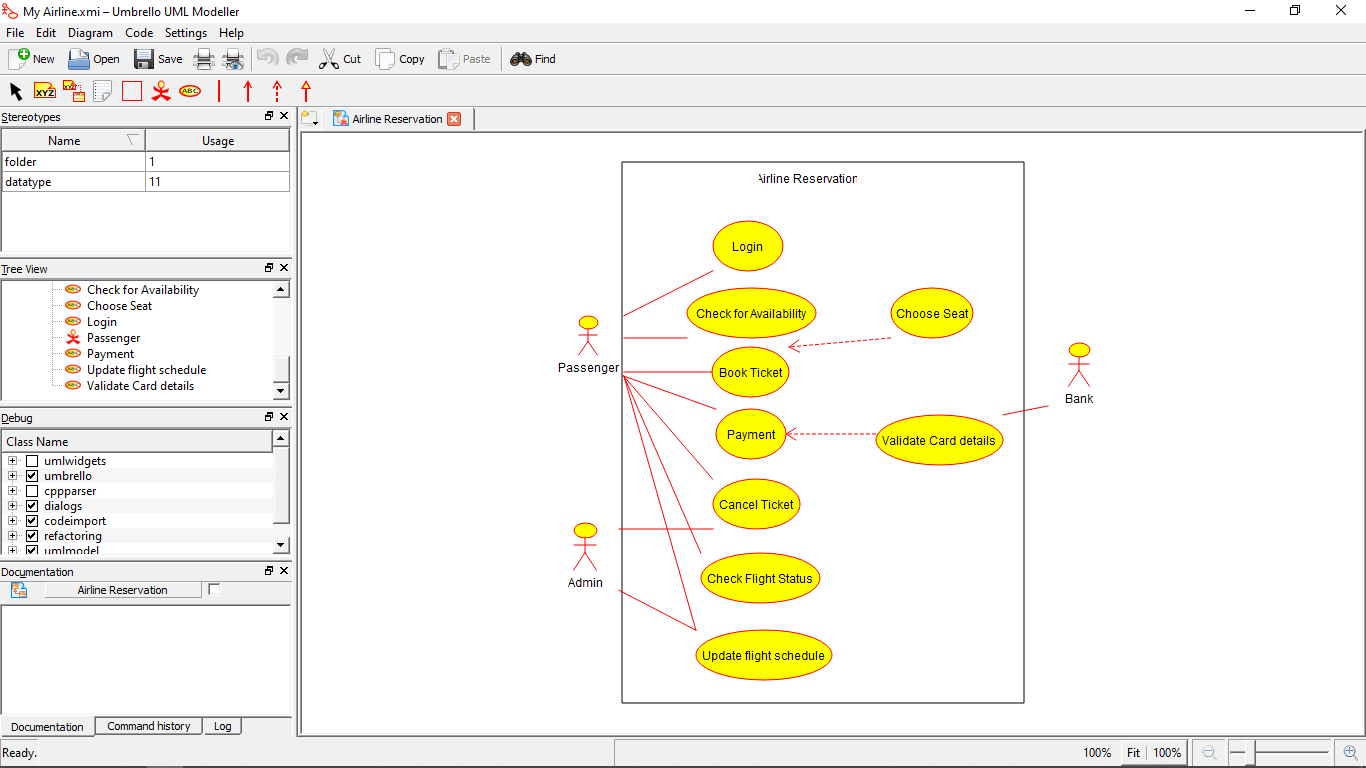 My Airline.xmi – Umbrello UML Modeller
File Edit Diagram Code Settings Help
New Open Save Cut Copy Paste Find
XYZ XYZ ABC
Stereotypes
Name Usage
folder 1
datatype 11
Tree View
Check for Availability
Choose Seat
Login
Passenger
Payment
Update flight schedule
Validate Card details
Debug
Class Name
umlwidgets
umbrello
cppparser
dialogs
codeimport
refactoring
umlmodel
Documentation
Airline Reservation
Documentation Command history Log
Airline Reservation
Airline Reservation
Login
Check for Availability
Choose Seat
Passenger
Book Ticket
Bank
Payment
Validate Card details
Cancel Ticket
Admin
Check Flight Status
Update flight schedule
Ready.
100% Fit 100%